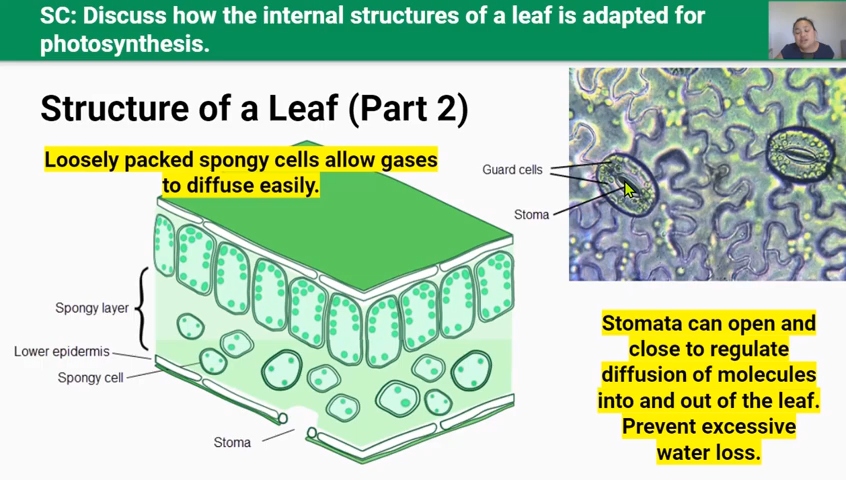 SC: Discuss how the internal structures of a leaf is adapted for
photosynthesis.
Structure of a Leaf (Part 2)
Loosely packed spongy cells allow gases
to diffuse easily.
Guard cells
Stoma
Spongy layer
Lower epidermis
Spongy cell
Stoma
Stomata can open and
close to regulate
diffusion of molecules
into and out of the leaf.
Prevent excessive
water loss.